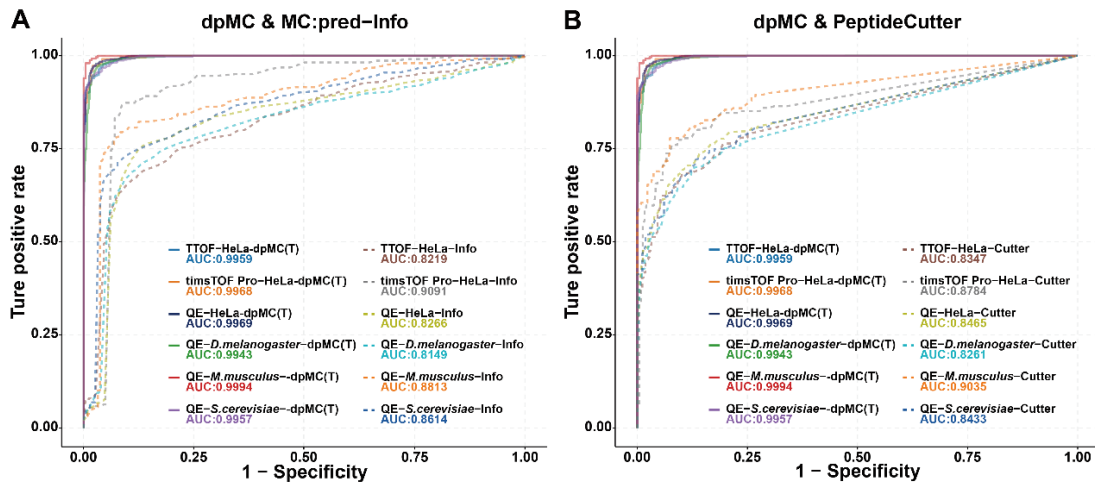 A
dpMC & MC:pred−Info
Ture positive rate
1.00
0.75
0.50
0.25
0.00
TTOF−HeLa-dpMC(T)
AUC:0.9959
timsTOF Pro−HeLa-dpMC(T)
AUC:0.9968
QE−HeLa-dpMC(T)
AUC:0.9969
QE−D.melanogaster−dpMC(T)
AUC:0.9943
QE−M.musculus−-dpMC(T)
AUC:0.9994
QE−S.cerevisiae−-dpMC(T)
AUC:0.9957
TTOF−HeLa−Info
AUC:0.8219
timsTOF Pro−HeLa−Info
AUC:0.9091
QE−HeLa−Info
AUC:0.8266
QE−D.melanogaster−Info
AUC:0.8149
QE−M.musculus−Info
AUC:0.8813
QE−S.cerevisiae−Info
AUC:0.8614
0.00 0.25 0.50 0.75 1.00
1 − Specificity
B
dpMC & PeptideCutter
Ture positive rate
1.00
0.75
0.50
0.25
0.00
TTOF−HeLa-dpMC(T)
AUC:0.9959
timsTOF Pro−HeLa-dpMC(T)
AUC:0.9968
QE−HeLa-dpMC(T)
AUC:0.9969
QE−D.melanogaster−dpMC(T)
AUC:0.9943
QE−M.musculus−-dpMC(T)
AUC:0.9994
QE−S.cerevisiae−-dpMC(T)
AUC:0.9957
TTOF−HeLa−Cutter
AUC:0.8347
timsTOF Pro−HeLa−Cutter
AUC:0.8784
QE−HeLa−Cutter
AUC:0.8465
QE−D.melanogaster−Cutter
AUC:0.8261
QE−M.musculus−Cutter
AUC:0.9035
QE−S.cerevisiae−Cutter
AUC:0.8433
0.00 0.25 0.50 0.75 1.00
1 − Specificity